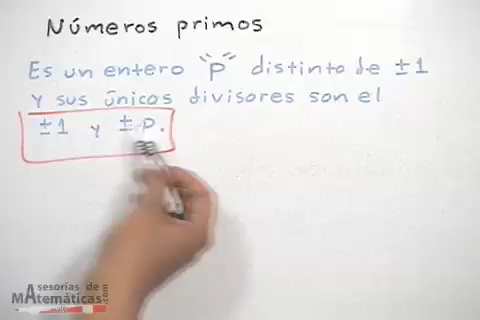 Números primos
Es un entero "p" distinto de ±1
Y sus únicos divisores son el
±1 y ±p.
Asesorías de
Matemáticas.com